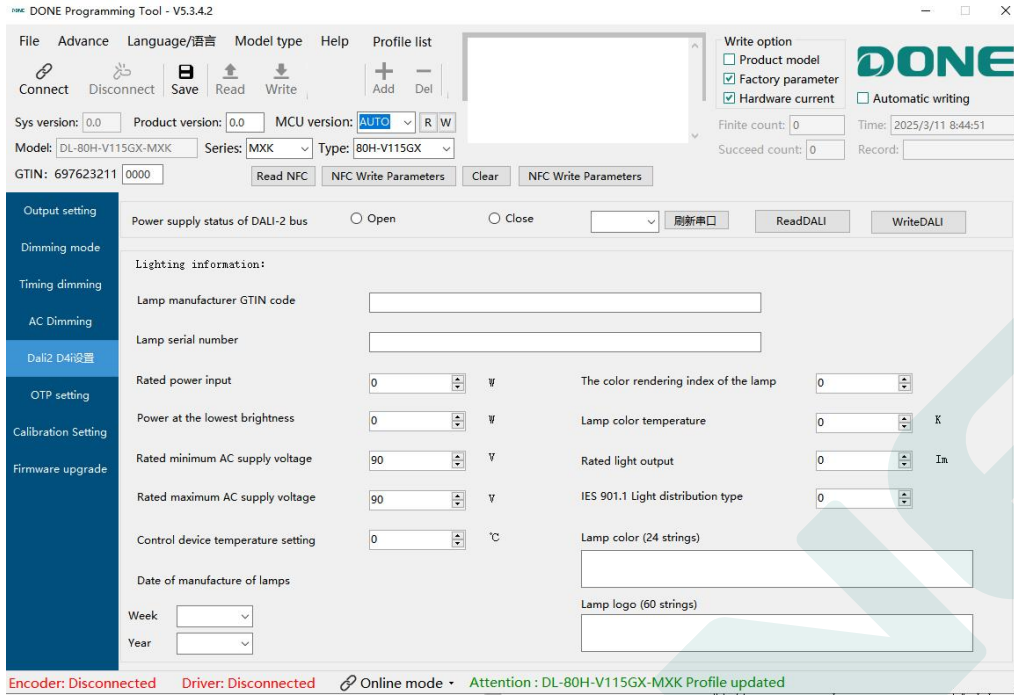 DONE DONE Programming Tool - V5.3.4.2
File Advance Language/语言 Model type Help Profile list
Connect Disconnect Save Read Write Add Del
Write option
Product model
Factory parameter
Hardware current
DONE
Automatic writing
Sys version: 0.0 Product version: 0.0 MCU version: AUTO R W
Finite count: 0 Time: 2025/3/11 8:44:51
Model: DL-80H-V115GX-MXK Series: MXK Type: 80H-V115GX
Succeed count: 0 Record:
GTIN: 697623211 0000 Read NFC NFC Write Parameters Clear NFC Write Parameters
Output setting
Dimming mode
Timing dimming
AC Dimming
Dali2 D4i设置
OTP setting
Calibration Setting
Firmware upgrade
Power supply status of DALI-2 bus Open Close 刷新串口 ReadDALI WriteDALI
Lighting information:
Lamp manufacturer GTIN code
Lamp serial number
Rated power input 0 W The color rendering index of the lamp 0
Power at the lowest brightness 0 W Lamp color temperature 0 K
Rated minimum AC supply voltage 90 V Rated light output 0 Im
Rated maximum AC supply voltage 90 V IES 901.1 Light distribution type 0
Control device temperature setting 0 ℃ Lamp color (24 strings)
Date of manufacture of lamps
Lamp logo (60 strings)
Week
Year
Encoder: Disconnected Driver: Disconnected Online mode Attention : DL-80H-V115GX-MXK Profile updated